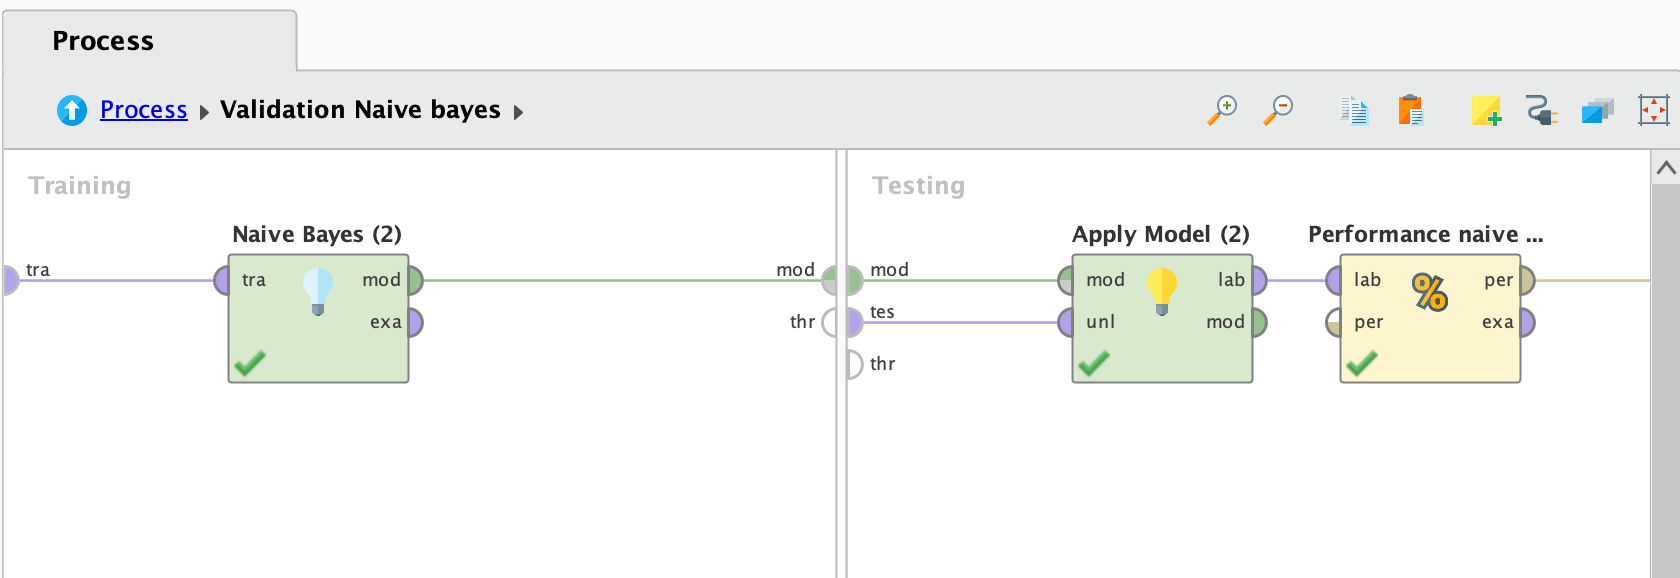 Process
Process Validation Naive bayes
Training
Testing
Naive Bayes (2)
Apply Model (2)
Performance naive ...
tra
tra
mod
exa
mod
thr
mod
tes
thr
mod
unl
lab
mod
lab
per
per
exa
%